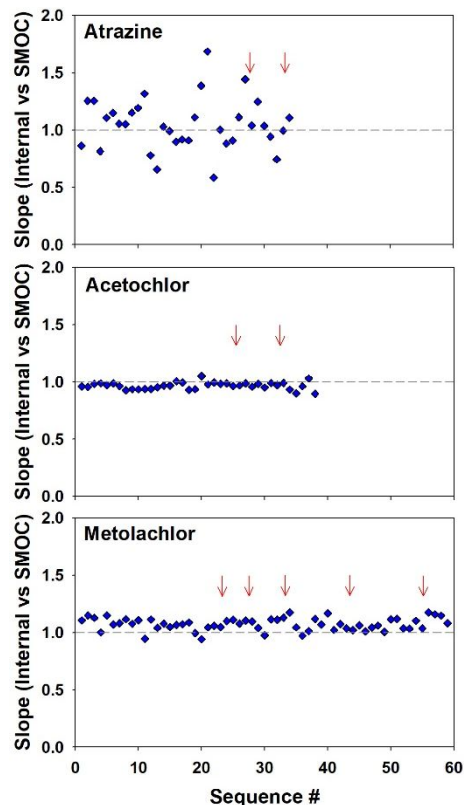 Atrazine
Slope (Internal vs SMOC)
2.0
1.5
1.0
0.5
0.0
Acetochlor
Slope (Internal vs SMOC)
2.0
1.5
1.0
0.5
0.0
Metolachlor
Slope (Internal vs SMOC)
2.0
1.5
1.0
0.5
0.0
0 10 20 30 40 50 60
Sequence #